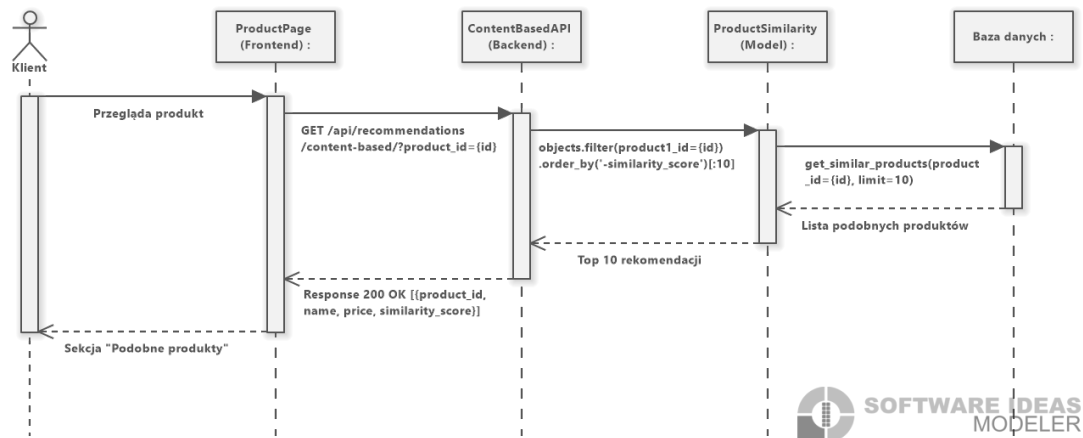 ProductPage
(Frontend) :
ContentBasedAPI
(Backend) :
ProductSimilarity
(Model) :
Baza danych :
Klient
Przegląda produkt
GET /api/recommendations
/content-based/?product_id={id}
objects.filter(product1_id={id})
.order_by('-similarity_score')[:10]
get_similar_products(product
_id={id}, limit=10)
Lista podobnych produktów
Top 10 rekomendacji
Response 200 OK [{product_id,
name, price, similarity_score}]
Sekcja "Podobne produkty"
SOFTWARE IDEAS
MODELER